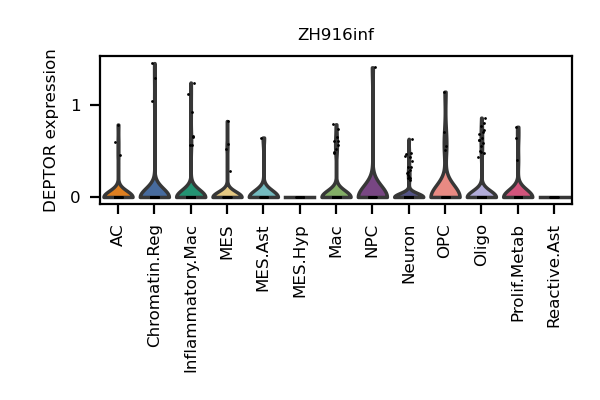 ZH916inf
DEPTOR expression
1
0
AC
Chromatin.Reg
Inflammatory.Mac
MES
MES.Ast
MES.Hyp
Mac
NPC
Neuron
OPC
Oligo
Prolif.Metab
Reactive.Ast